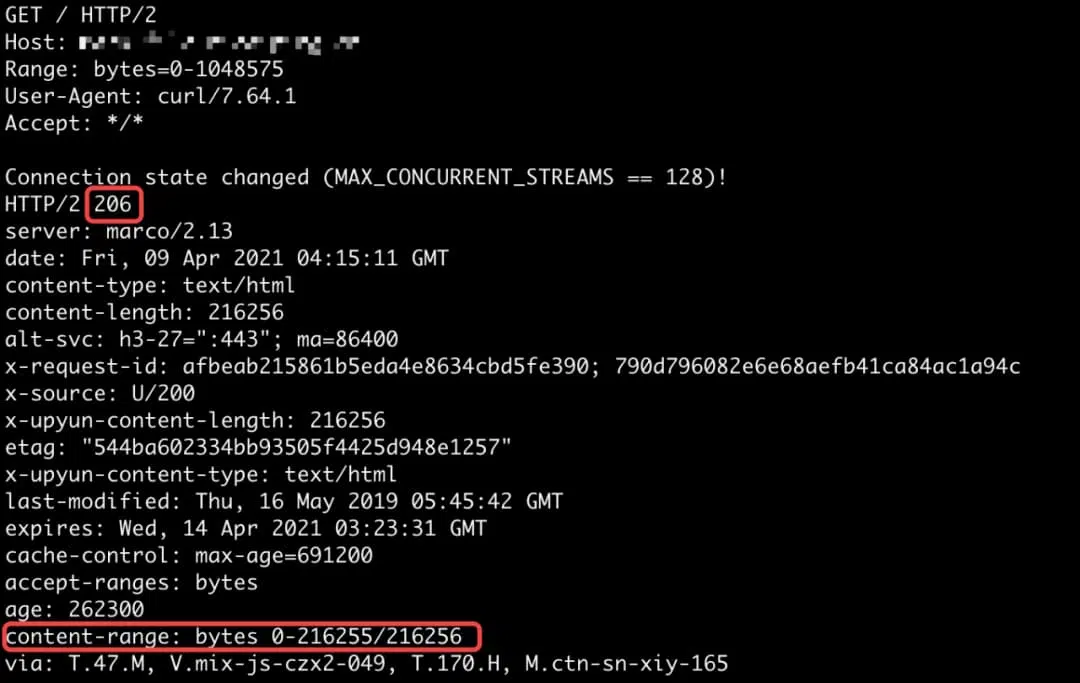 GET / HTTP/2
Host:
Range: bytes=0-1048575
User-Agent: curl/7.64.1
Accept: */*
Connection state changed (MAX_CONCURRENT_STREAMS == 128)!
HTTP/2 206
server: marco/2.13
date: Fri, 09 Apr 2021 04:15:11 GMT
content-type: text/html
content-length: 216256
alt-svc: h3-27=":443"; ma=86400
x-request-id: afbeab215861b5eda4e8634cbd5fe390; 790d796082e6e68aefb41ca84ac1a94c
x-source: U/200
x-upyun-content-length: 216256
etag: "544ba602334bb93505f4425d948e1257"
x-upyun-content-type: text/html
last-modified: Thu, 16 May 2019 05:45:42 GMT
expires: Wed, 14 Apr 2021 03:23:31 GMT
cache-control: max-age=691200
accept-ranges: bytes
age: 262300
content-range: bytes 0-216255/216256
via: T.47.M, V.mix-js-czx2-049, T.170.H, M.ctn-sn-xiy-165